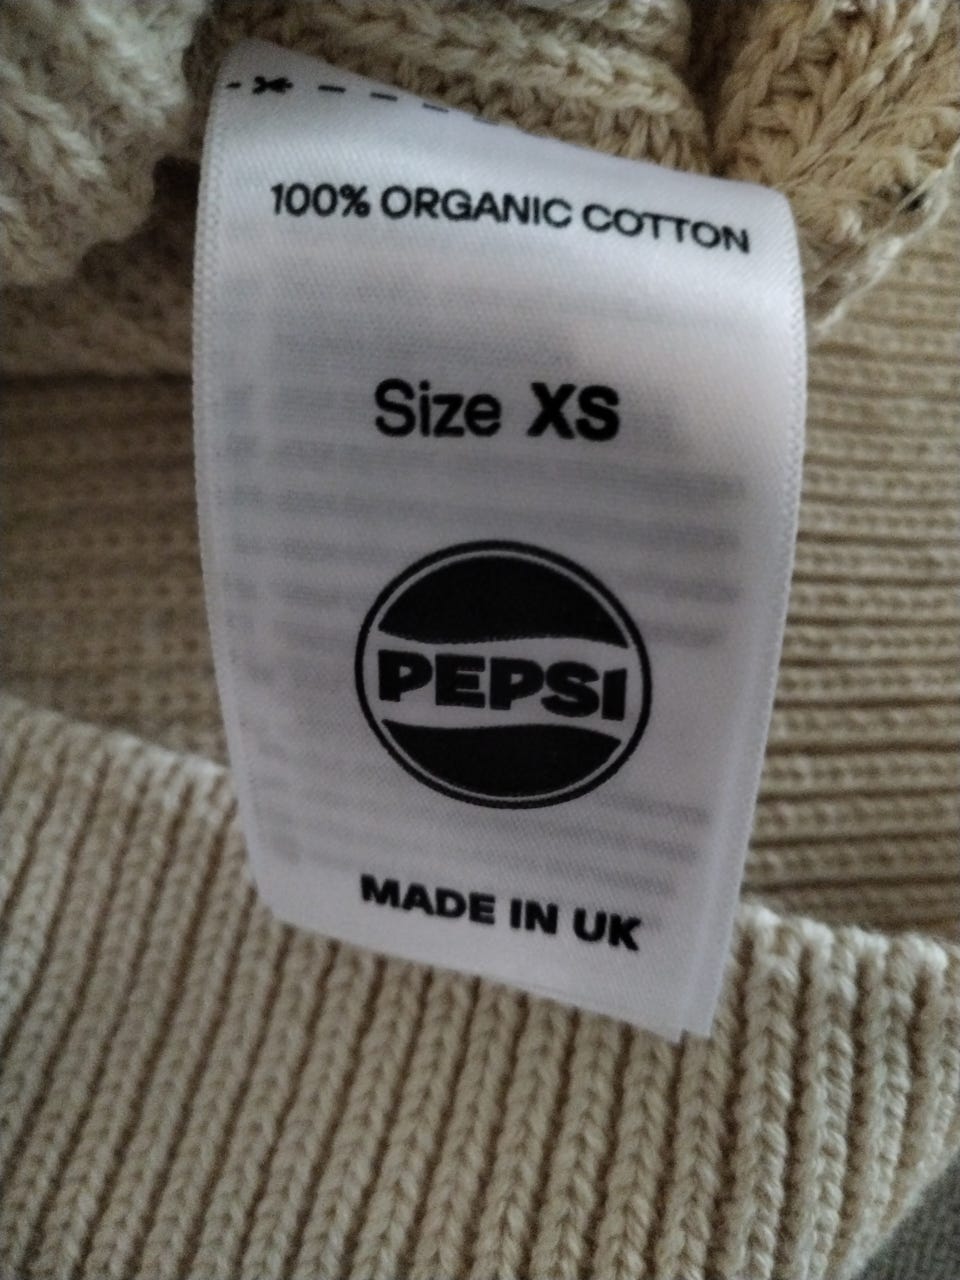 100% ORGANIC COTTON
Size XS
PEPSI
MADE IN UK